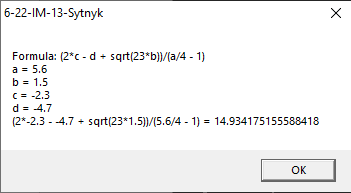 6-22-IM-13-Sytnyk
Formula: (2*c - d + sqrt(23*b))/(a/4 - 1)
a = 5.6
b = 1.5
c = -2.3
d = -4.7
(2*-2.3 - -4.7 + sqrt(23*1.5))/(5.6/4 - 1) = 14.934175155588418
OK